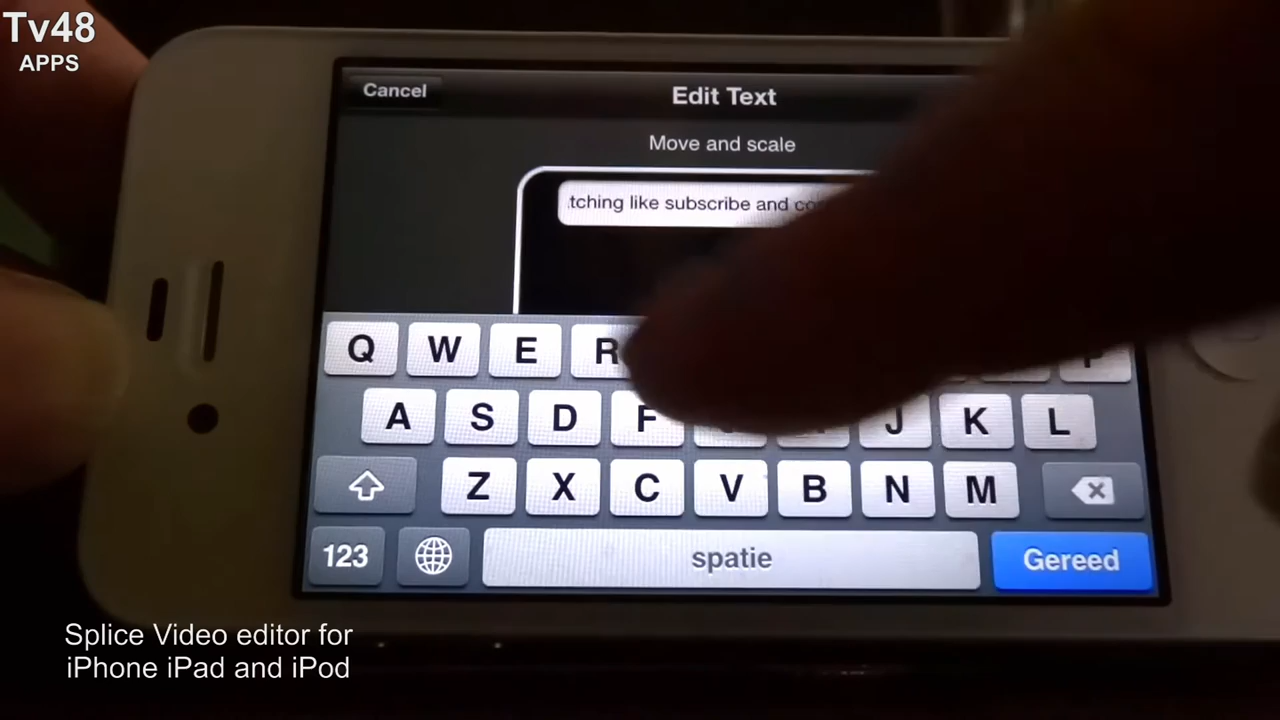 Tv48
APPS
Cancel
Edit Text
Move and scale
tching like subscribe and
Q W E R
A S D F J K L
Z X C V B N M
123 spatie Gereed
Splice Video editor for
iPhone iPad and iPod